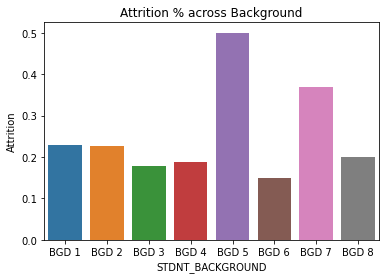 Attrition % across Background
Attrition
0.5
0.4
0.3
0.2
0.1
0.0
BGD 1 BGD 2 BGD 3 BGD 4 BGD 5 BGD 6 BGD 7 BGD 8
STDNT_BACKGROUND